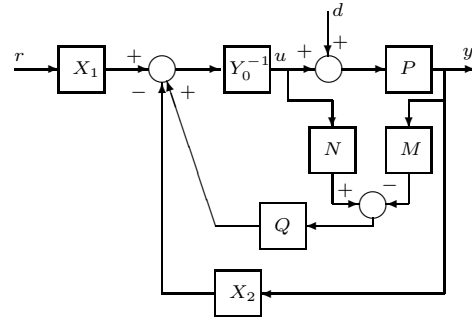 d
r X₁ + − + Y₀⁻¹ u + + P y
N M
+ −
Q
X₂